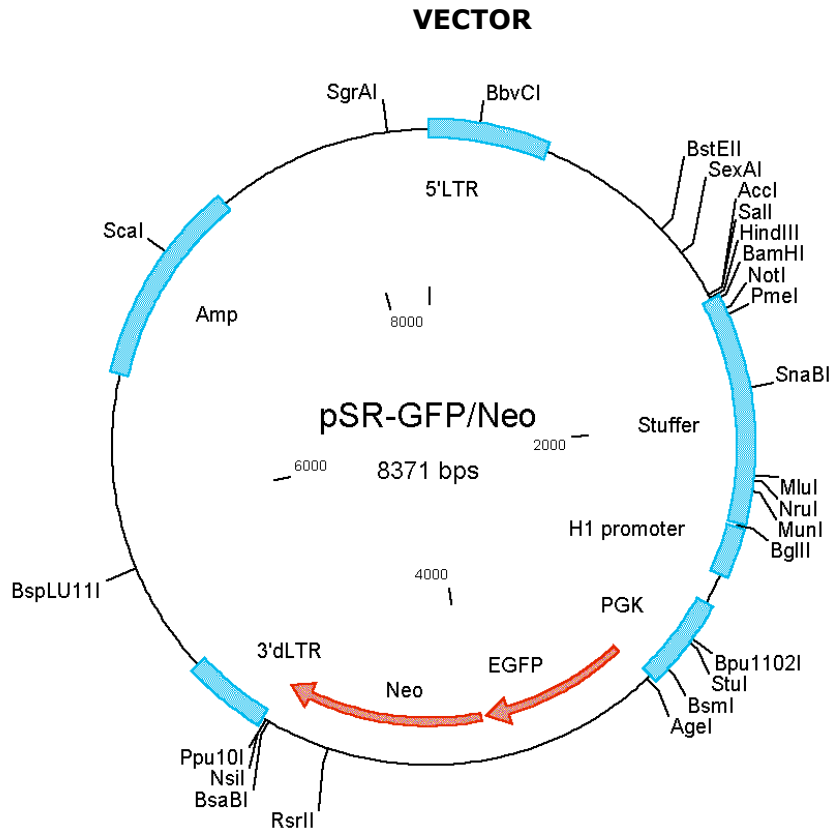 VECTOR
SgrAI
BbvCI
BstEII
SexAI
AccI
SalI
HindIII
BamHI
NotI
PmeI
5'LTR
ScaI
Amp
8000
SnaBI
pSR-GFP/Neo
Stuffer
2000
8371 bps
6000
MluI
NruI
MunI
BglII
H1 promoter
4000
BspLU11I
PGK
3'dLTR
EGFP
Neo
Bpu1102I
StuI
BsmI
AgeI
Ppu10I
NsiI
BsaBI
RsrII